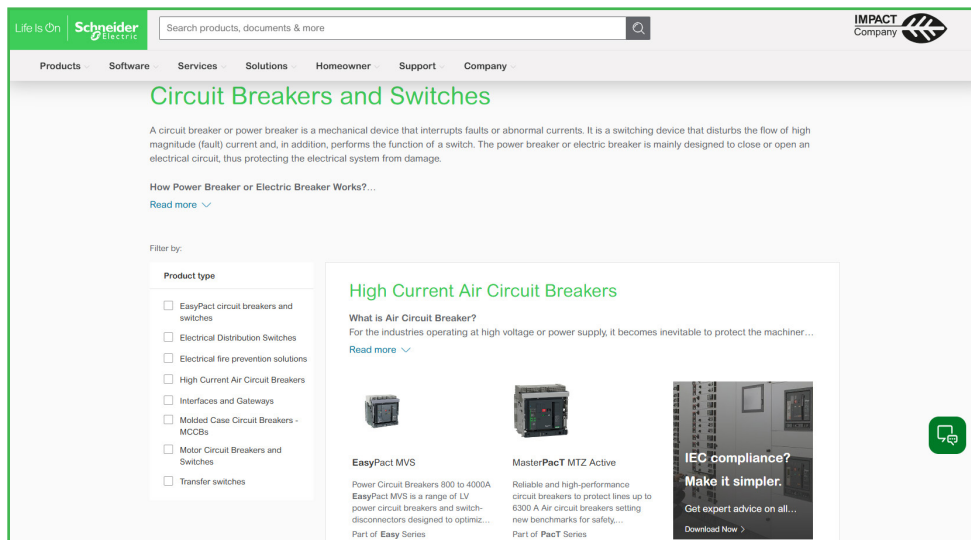 Life Is On | Schneider Electric
Search products, documents & more
IMPACT
Company
Products Software Services Solutions Homeowner Support Company
Circuit Breakers and Switches
A circuit breaker or power breaker is a mechanical device that interrupts faults or abnormal currents. It is a switching device that disturbs the flow of high
magnitude (fault) current and, in addition, performs the function of a switch. The power breaker or electric breaker is mainly designed to close or open an
electrical circuit, thus protecting the electrical system from damage.
How Power Breaker or Electric Breaker Works?...
Read more
Filter by:
Product type
EasyPact circuit breakers and
switches
Electrical Distribution Switches
Electrical fire prevention solutions
High Current Air Circuit Breakers
Interfaces and Gateways
Molded Case Circuit Breakers -
MCCBs
Motor Circuit Breakers and
Switches
Transfer switches
High Current Air Circuit Breakers
What is Air Circuit Breaker?
For the industries operating at high voltage or power supply, it becomes inevitable to protect the machiner...
Read more
EasyPact MVS
Power Circuit Breakers 800 to 4000A
EasyPact MVS is a range of LV
power circuit breakers and switch-
disconnectors designed to optimiz...
Part of Easy Series
MasterPacT MTZ Active
Reliable and high-performance
circuit breakers to protect lines up to
6300 A Air circuit breakers setting
new benchmarks for safety,...
Part of PacT Series
IEC compliance?
Make it simpler.
Get expert advice on all...
Download Now >